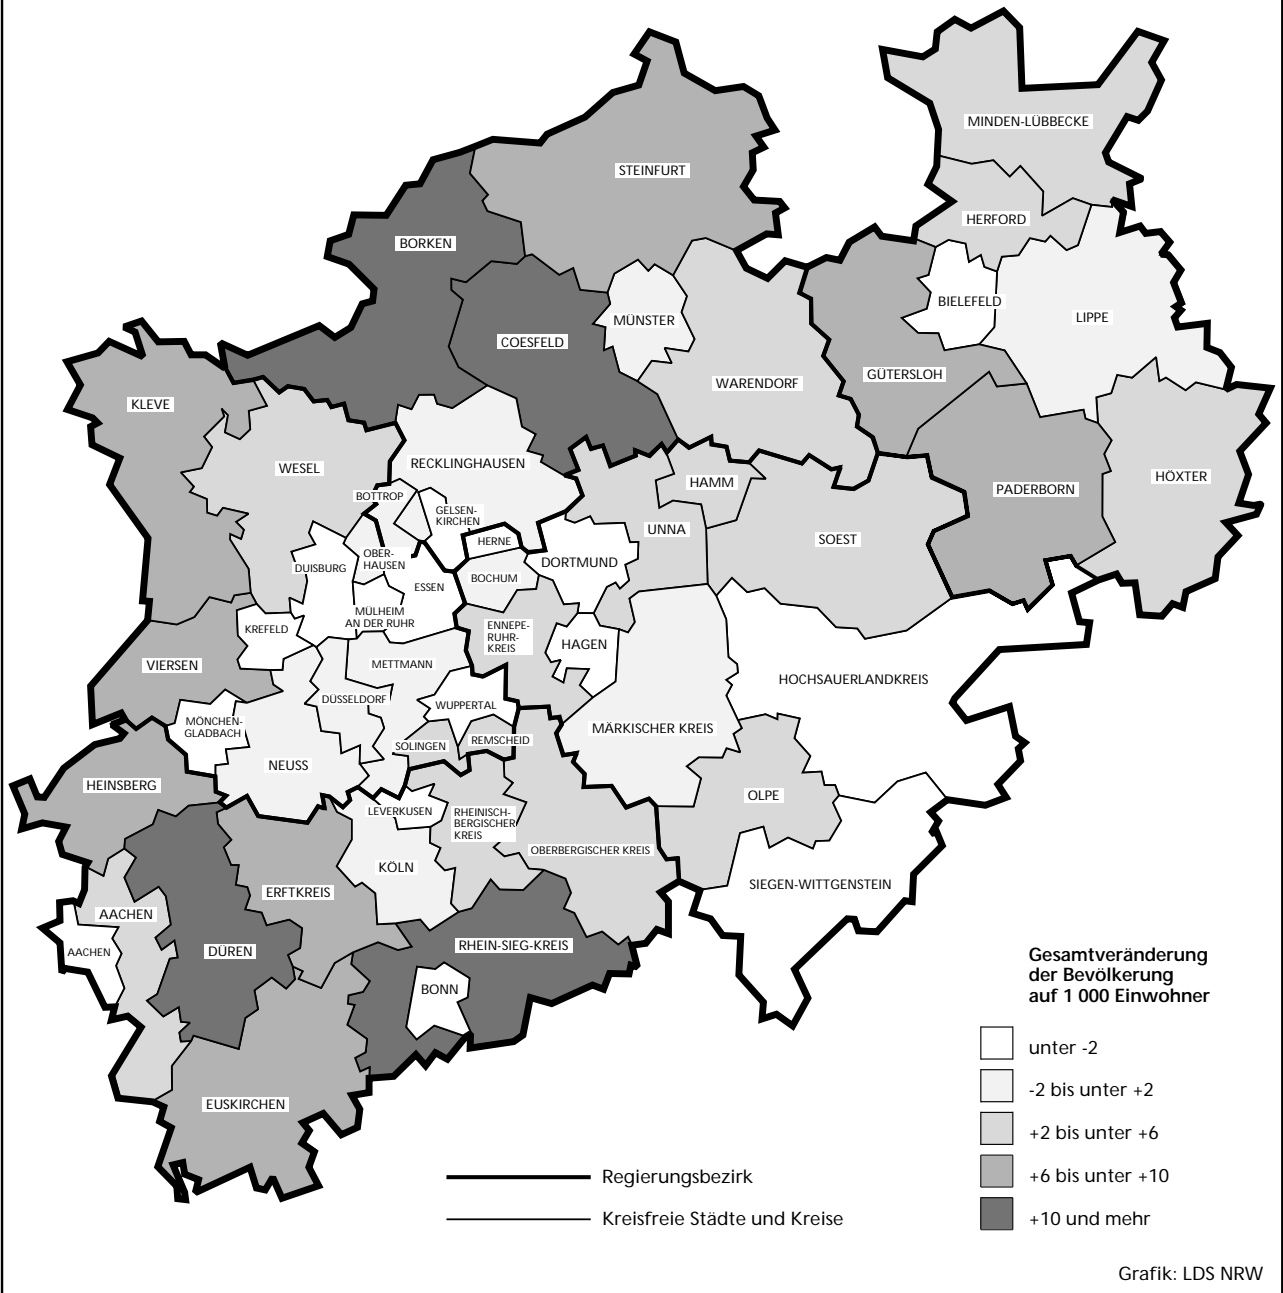 MINDEN-LÜBBECKE
STEINFURT
HERFORD
BORKEN
BIELEFELD
LIPPE
MÜNSTER
COESFELD
WARENDORF
GÜTERSLOH
KLEVE
RECKLINGHAUSEN
WESEL
HÖXTER
HAMM
PADERBORN
BOTTROP
GELSEN-
KIRCHEN
UNNA
SOEST
HERNE
OBER-
HAUSEN
DORTMUND
DUISBURG
BOCHUM
ESSEN
MÜLHEIM
AN DER RUHR
KREFELD
ENNEPE-
RUHR-
KREIS
HAGEN
VIERSEN
METTMANN
HOCHSAUERLANDKREIS
DÜSSELDORF
WUPPERTAL
MÖNCHEN-
GLADBACH
MÄRKISCHER KREIS
SOLINGEN
REMSCHEID
NEUSS
HEINSBERG
OLPE
LEVERKUSEN
RHEINISCH-
BERGISCHER
KREIS
OBERBERGISCHER KREIS
KÖLN
SIEGEN-WITTGENSTEIN
ERFTKREIS
AACHEN
RHEIN-SIEG-KREIS
AACHEN
DÜREN
BONN
EUSKIRCHEN
Gesamtveränderung
der Bevölkerung
auf 1 000 Einwohner
unter -2
-2 bis unter +2
+2 bis unter +6
+6 bis unter +10
+10 und mehr
Regierungsbezirk
Kreisfreie Städte und Kreise
Grafik: LDS NRW